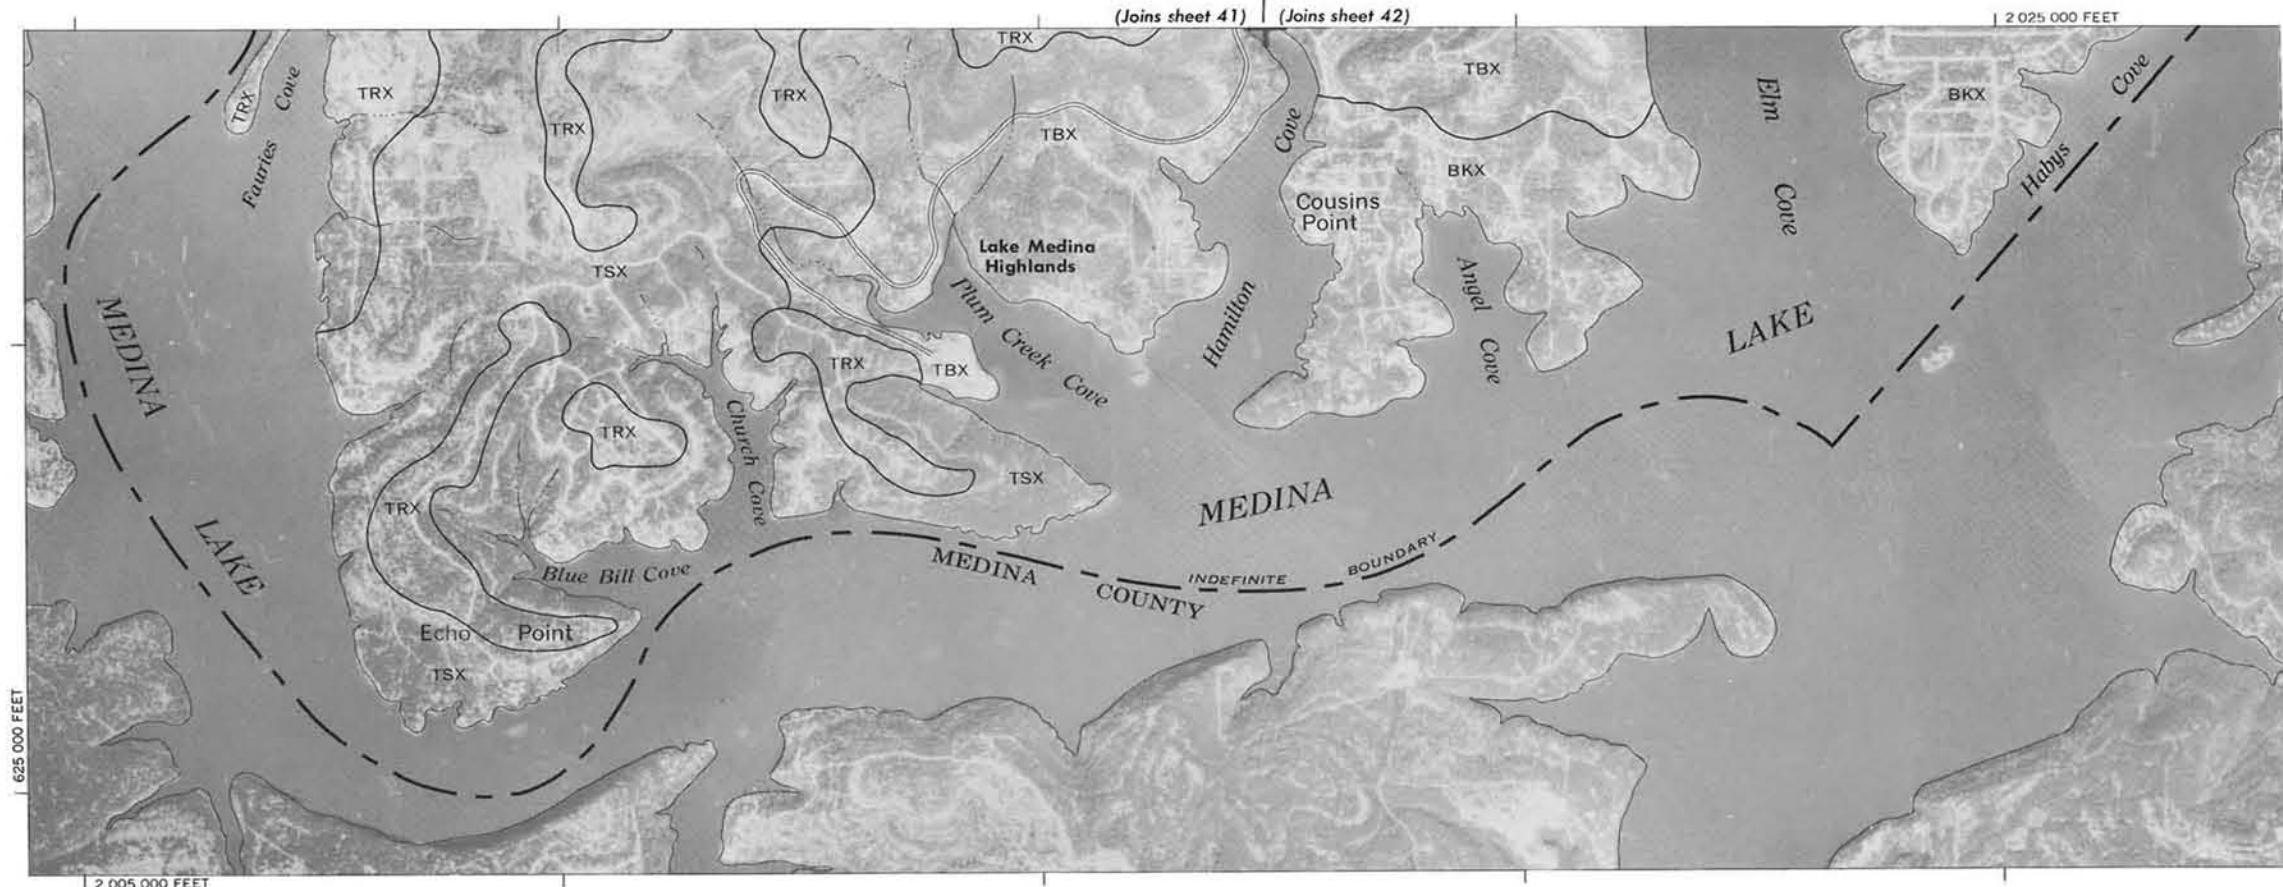 (Joins sheet 41)
(Joins sheet 42)
2 025 000 FEET
TRX
TBX
TRX
Fauries Cove
TRX
TRX
TRX
TBX
Elm Cove
BKX
Habys Cove
BKX
Cousins
Point
Hamilton Cove
Lake Medina
Highlands
TSX
Plum Creek Cove
Angel Cove
MEDINA LAKE
MEDINA LAKE
TRX
TBX
TRX
Church Cove
TSX
TRX
Blue Bill Cove
MEDINA COUNTY
INDEFINITE BOUNDARY
Echo Point
TSX
625 000 FEET
2 005 000 FEET